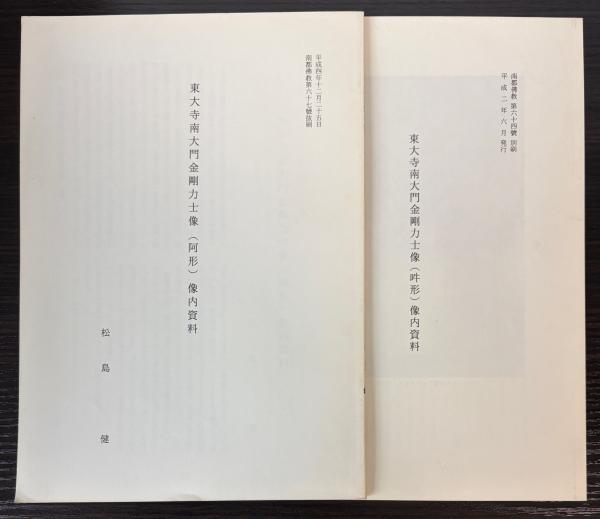 南都佛教 第六十四號 別刷
平成二年六月発行
東大寺南大門金剛力士像（吽形）像内資料
平成四年十二月二十五日
南都佛教第六十七號抜刷
東大寺南大門金剛力士像（阿形）像内資料
松島 健